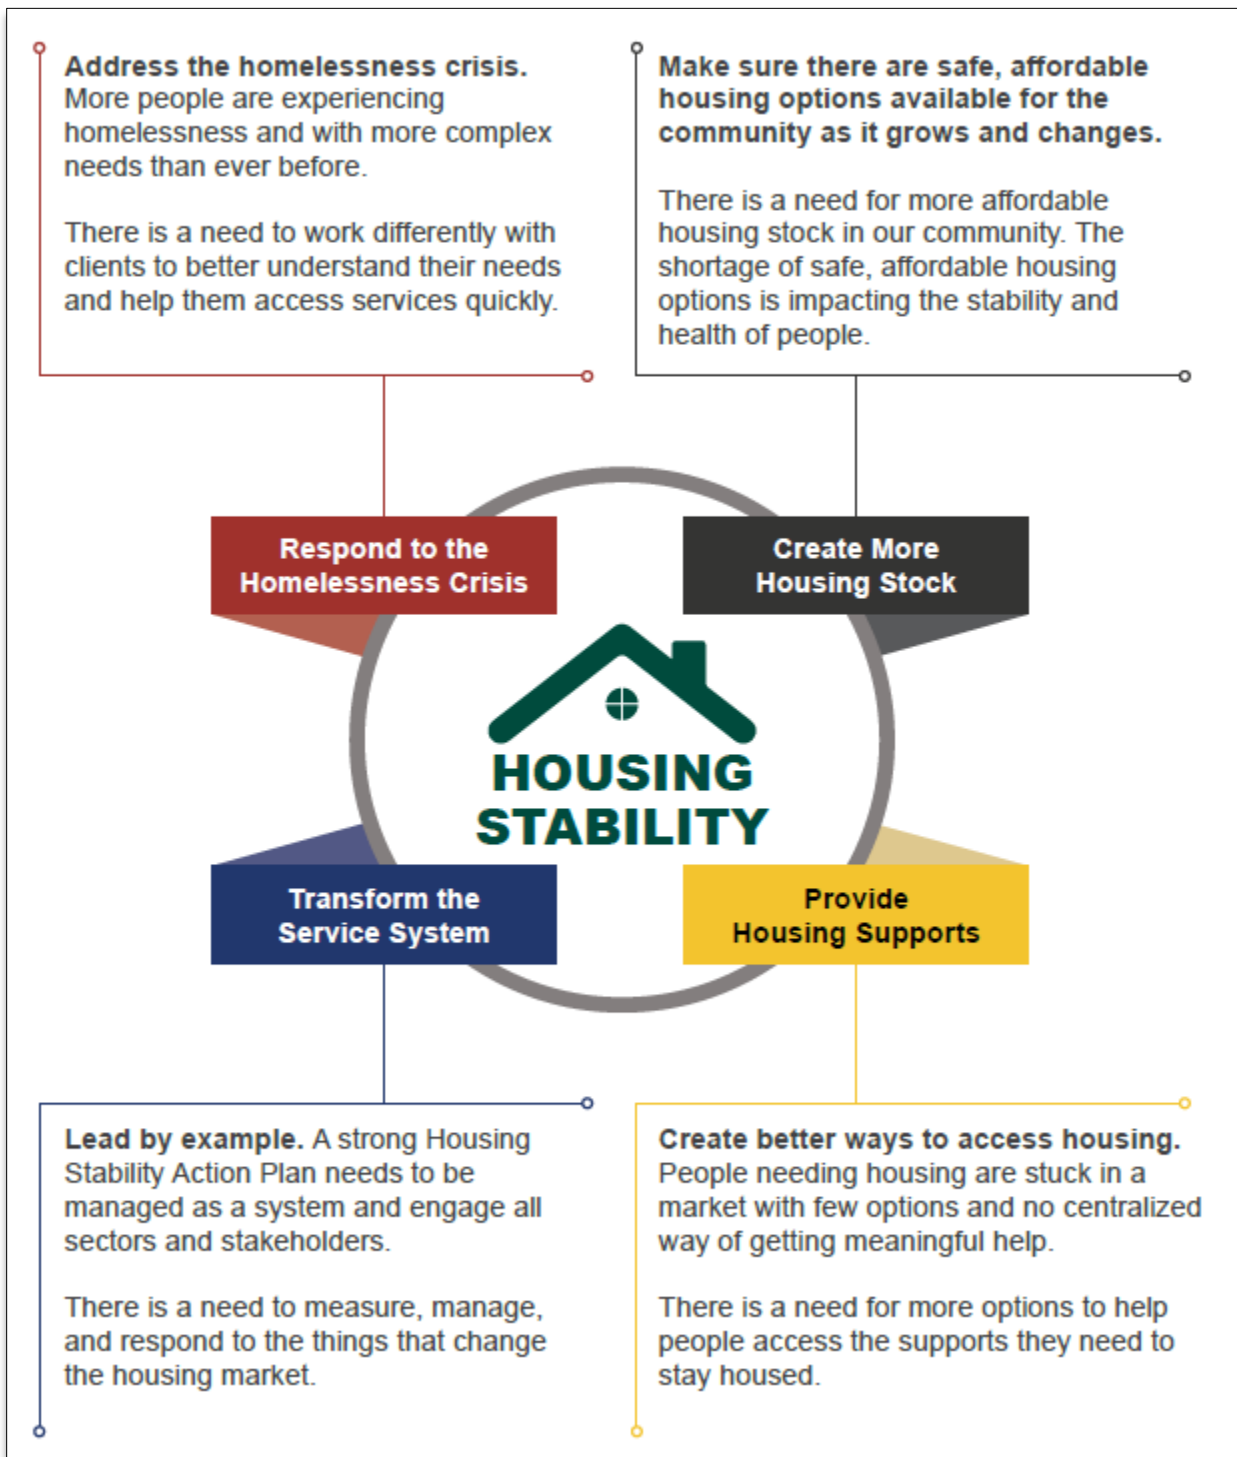 Address the homelessness crisis.
More people are experiencing
homelessness and with more complex
needs than ever before.
There is a need to work differently with
clients to better understand their needs
and help them access services quickly.
Make sure there are safe, affordable
housing options available for the
community as it grows and changes.
There is a need for more affordable
housing stock in our community. The
shortage of safe, affordable housing
options is impacting the stability and
health of people.
Respond to the
Homelessness Crisis
Create More
Housing Stock
HOUSING
STABILITY
Transform the
Service System
Provide
Housing Supports
Lead by example. A strong Housing
Stability Action Plan needs to be
managed as a system and engage all
sectors and stakeholders.
There is a need to measure, manage,
and respond to the things that change
the housing market.
Create better ways to access housing.
People needing housing are stuck in a
market with few options and no centralized
way of getting meaningful help.
There is a need for more options to help
people access the supports they need to
stay housed.